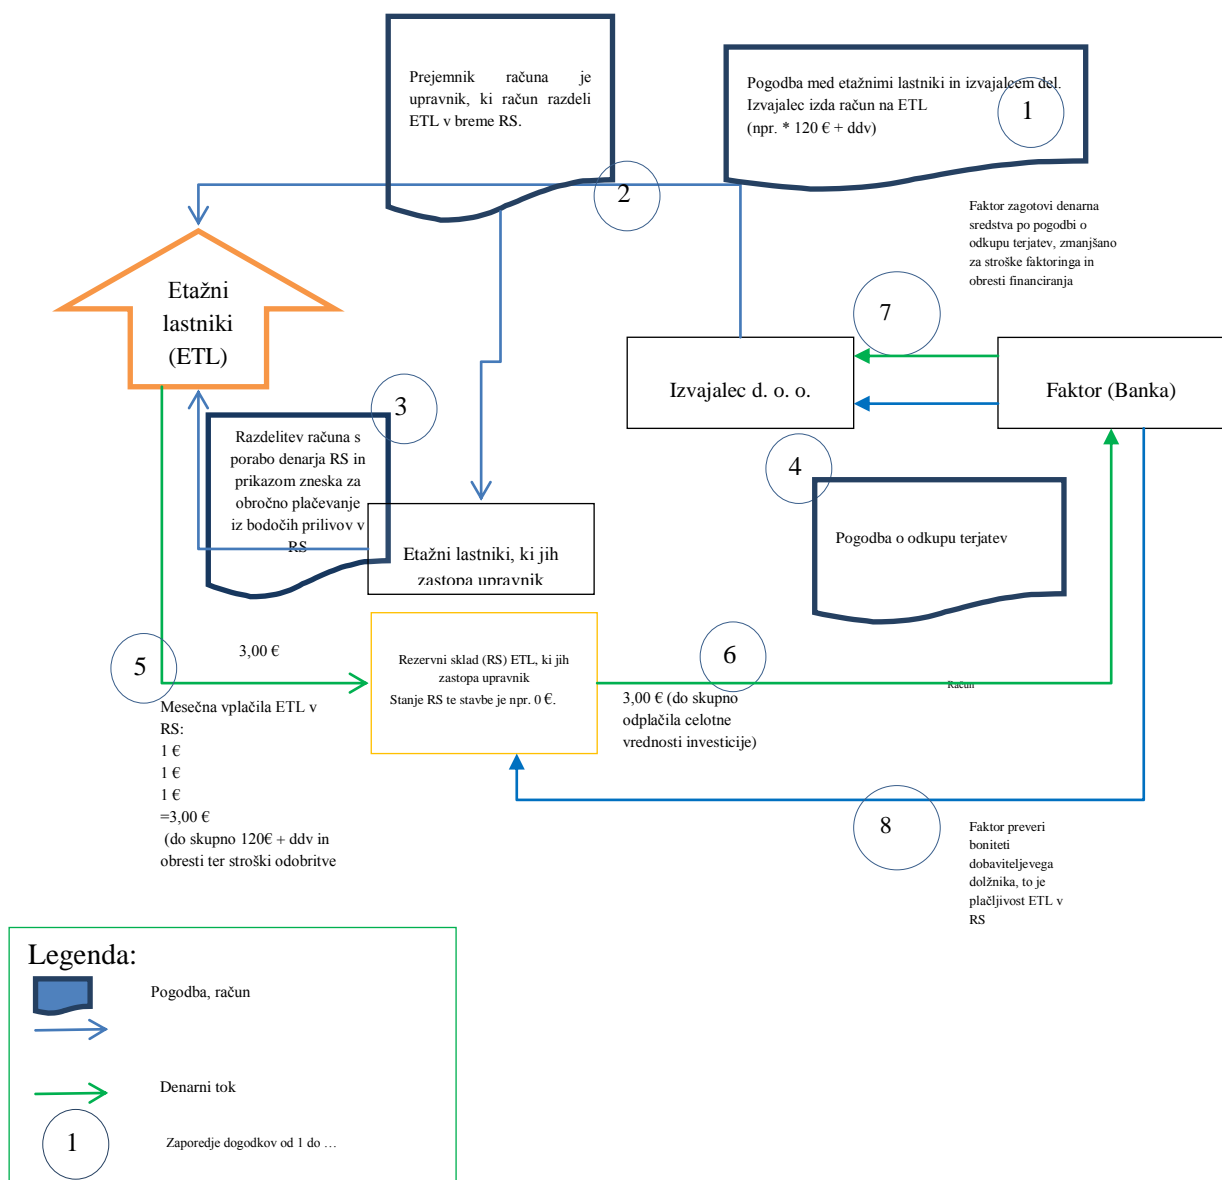 Prejemnik računa je
upravnik, ki račun razdeli
ETL v breme RS.
Pogodba med etažnimi lastniki in izvajalcem del.
Izvajalec izda račun na ETL
(npr. * 120 € + ddv)
1
2
Faktor zagotovi denarna
sredstva po pogodbi o
odkupu terjatev, zmanjšano
za stroške faktoringa in
obresti financiranja
Etažni
lastniki
(ETL)
7
Izvajalec d. o. o.
Faktor (Banka)
3
Razdelitev računa s
porabo denarja RS in
prikazom zneska za
obročno plačevanje
iz bodočih prilivov v
RS
4
Pogodba o odkupu terjatev
Etažni lastniki, ki jih
zastopa upravnik
5
3,00 €
Rezervni sklad (RS) ETL, ki jih
zastopa upravnik
Stanje RS te stavbe je npr. 0 €.
6
Račun
3,00 € (do skupno
odplačila celotne
vrednosti investicije)
Mesečna vplačila ETL v
RS:
1 €
1 €
1 €
=3,00 €
(do skupno 120€ + ddv in
obresti ter stroški odobritve
8
Faktor preveri
boniteti
dobaviteljevega
dolžnika, to je
plačljivost ETL v
RS
Legenda:
Pogodba, račun
Denarni tok
1
Zaporedje dogodkov od 1 do …